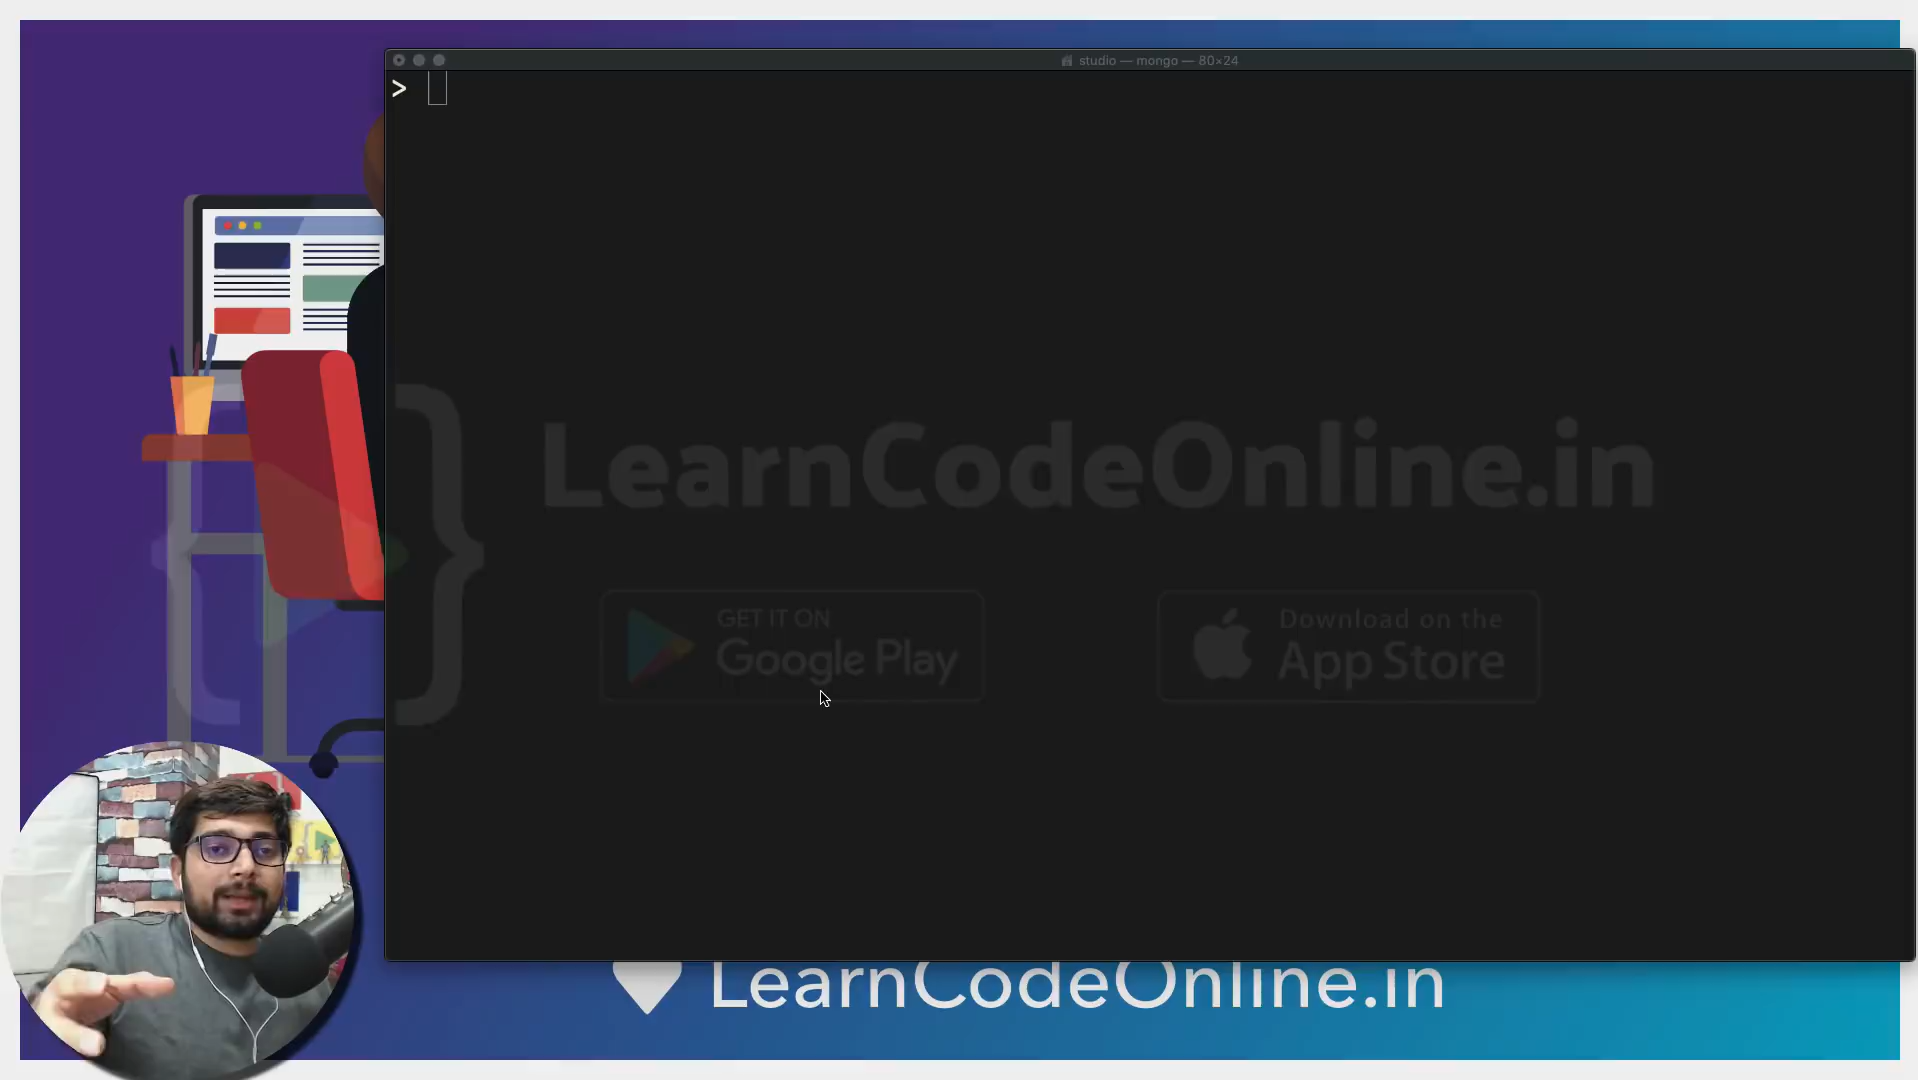 studio — mongo — 80×24
>
LearnCodeOnline.in
GET IT ON
Google Play
Download on the
App Store
LearnCodeOnline.in